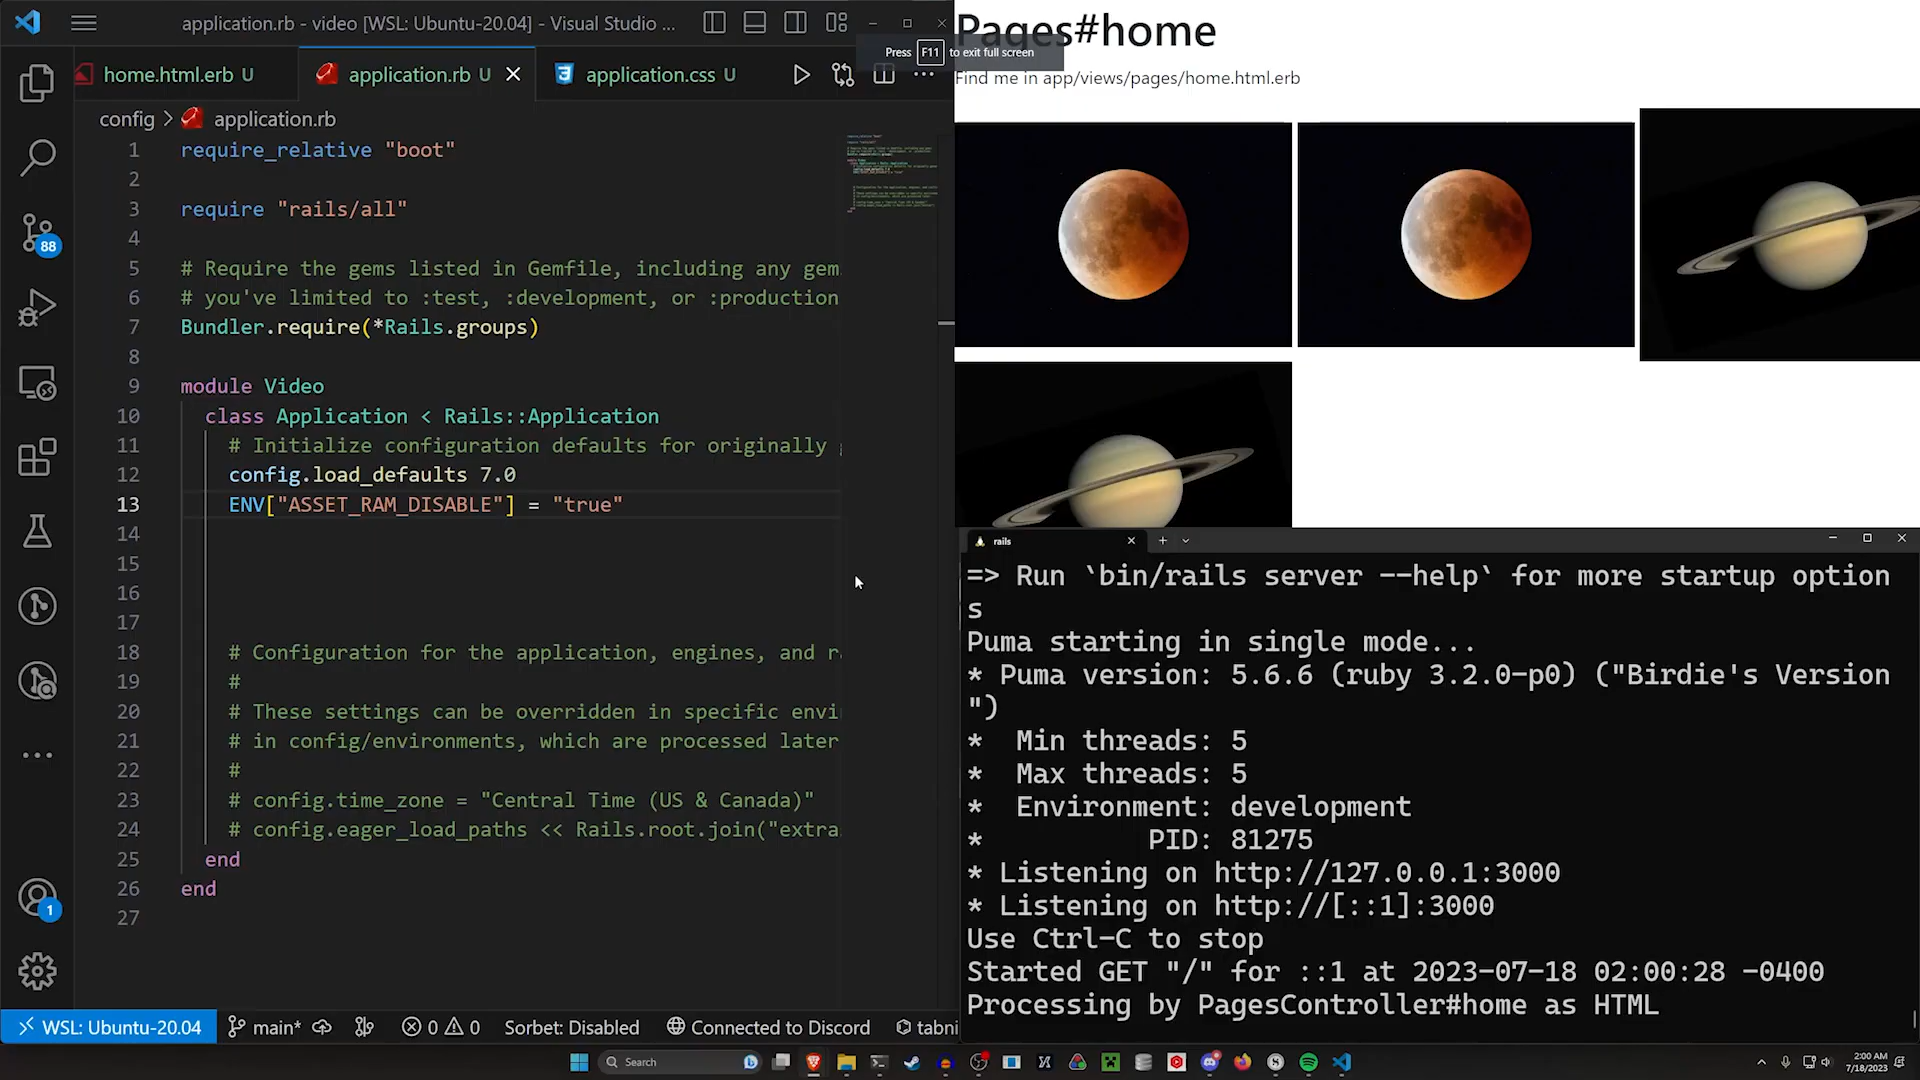 application.rb - video [WSL: Ubuntu-20.04] - Visual Studio ...
home.html.erb U
application.rb U
application.css U
config > application.rb
1 require_relative "boot"
2
3 require "rails/all"
4
5 # Require the gems listed in Gemfile, including any gem
6 # you've limited to :test, :development, or :production
7 Bundler.require(*Rails.groups)
8
9 module Video
10 class Application < Rails::Application
11 # Initialize configuration defaults for originally
12 config.load_defaults 7.0
13 ENV["ASSET_RAM_DISABLE"] = "true"
14
15
16
17
18 # Configuration for the application, engines, and r
19 #
20 # These settings can be overridden in specific envi
21 # in config/environments, which are processed later
22 #
23 # config.time_zone = "Central Time (US & Canada)"
24 # config.eager_load_paths << Rails.root.join("extra
25 end
26 end
27
88
1
WSL: Ubuntu-20.04
main*
0
0
Sorbet: Disabled
Connected to Discord
tabni
Pages#home
Press F11 to exit full screen
Find me in app/views/pages/home.html.erb
rails
=> Run `bin/rails server --help` for more startup option
s
Puma starting in single mode...
* Puma version: 5.6.6 (ruby 3.2.0-p0) ("Birdie's Version
")
* Min threads: 5
* Max threads: 5
* Environment: development
* PID: 81275
* Listening on http://127.0.0.1:3000
* Listening on http://[::1]:3000
Use Ctrl-C to stop
Started GET "/" for ::1 at 2023-07-18 02:00:28 -0400
Processing by PagesController#home as HTML
Search
2:00 AM
7/18/2023